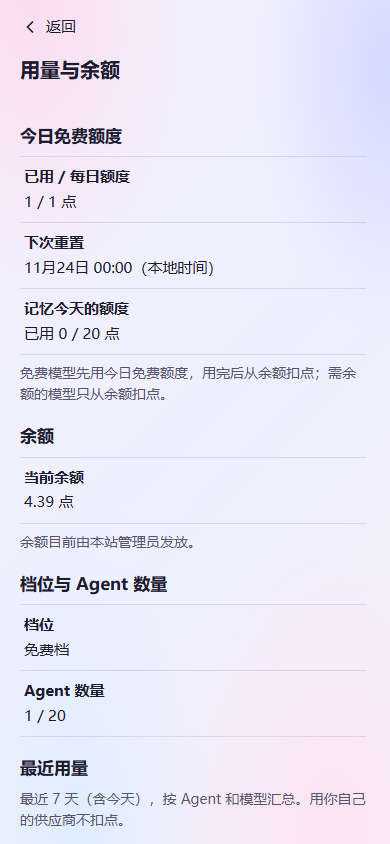 返回
用量与余额
今日免费额度
已用 / 每日额度
1 / 1 点
下次重置
11月24日 00:00（本地时间）
记忆今天的额度
已用 0 / 20 点
免费模型先用今日免费额度，用完后从余额扣点；需余
额的模型只从余额扣点。
余额
当前余额
4.39 点
余额目前由本站管理员发放。
档位与 Agent 数量
档位
免费档
Agent 数量
1 / 20
最近用量
最近 7 天（含今天），按 Agent 和模型汇总。用你自己
的供应商不扣点。